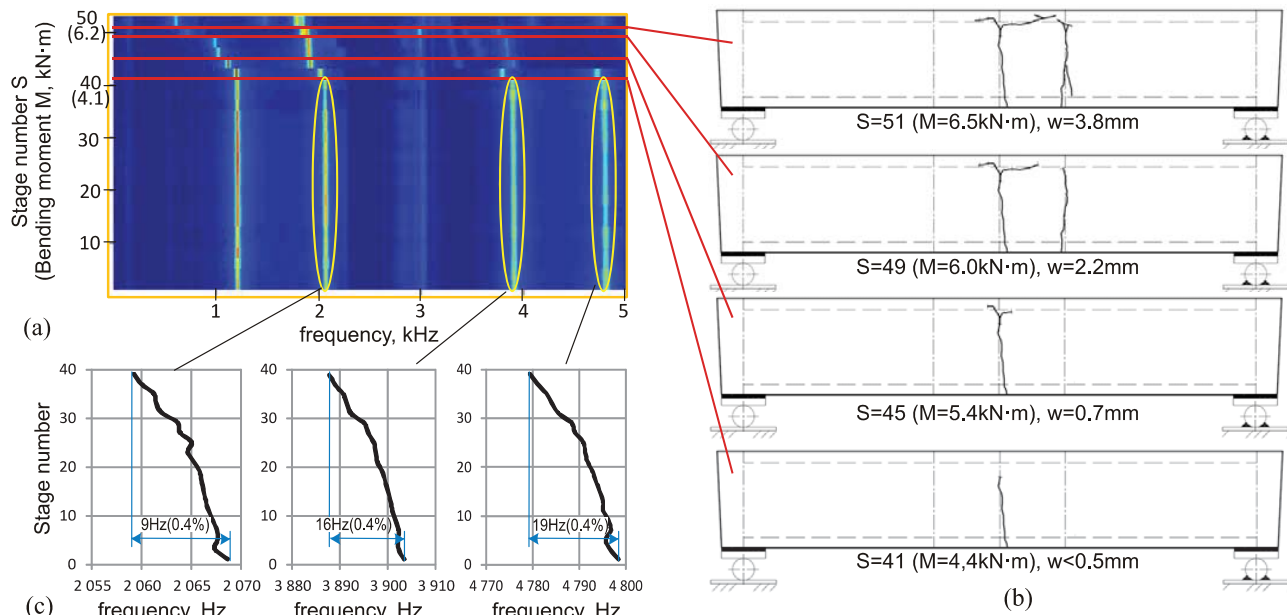 50
(6.2)
40
(4.1)
30
20
10
Stage number S
(Bending moment M, kN·m)
1
2
3
4
5
frequency, kHz
(a)
S=51 (M=6.5kN·m), w=3.8mm
S=49 (M=6.0kN·m), w=2.2mm
S=45 (M=5.4kN·m), w=0.7mm
S=41 (M=4,4kN·m), w<0.5mm
(b)
Stage number
40
30
20
10
0
9Hz(0.4%)
2 055
2 060
2 065
2 070
frequency, Hz
40
30
20
10
0
16Hz(0.4%)
3 880
3 890
3 900
3 910
frequency, Hz
40
30
20
10
0
19Hz(0.4%)
4 770
4 780
4 790
4 800
frequency, Hz
(c)